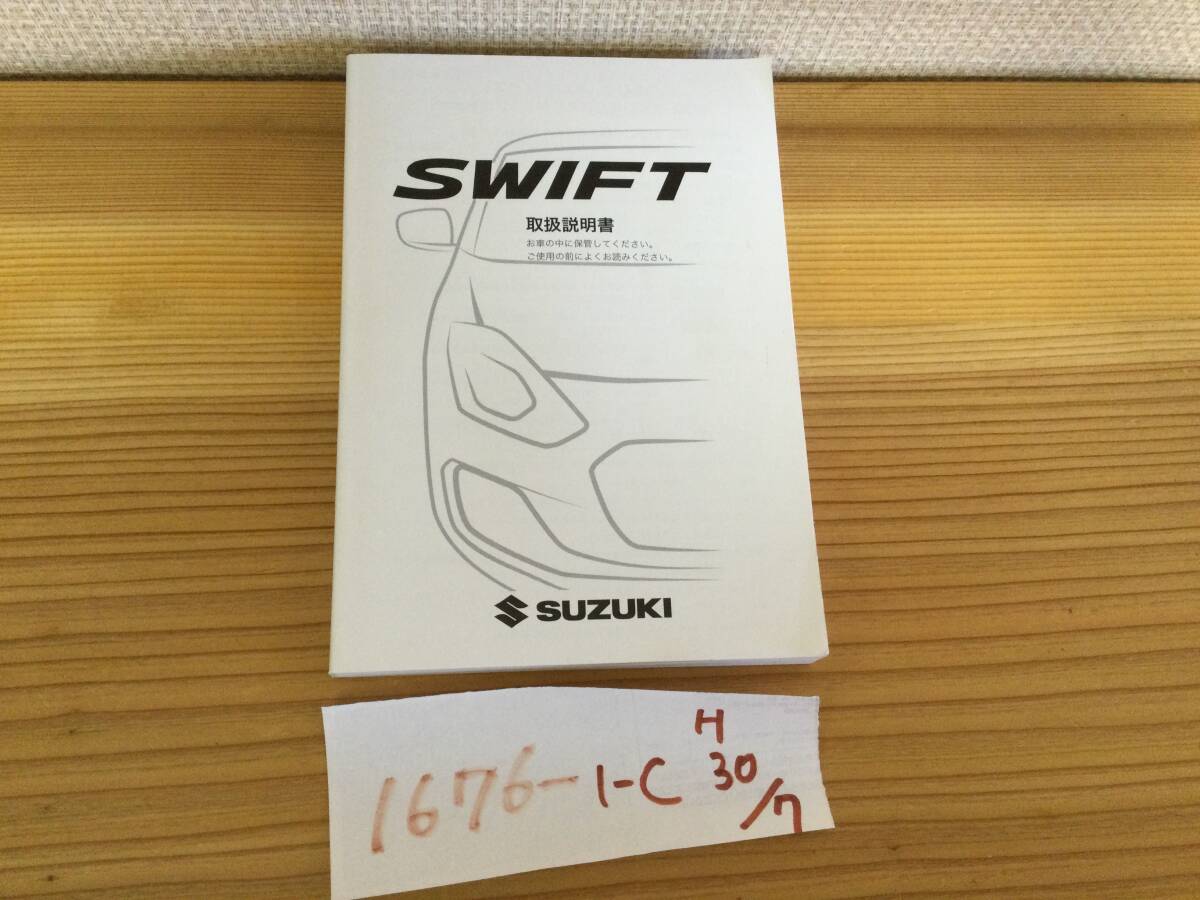 SWIFT
取扱説明書
お車の中に保管してください。
ご使用の前によくお読みください。
SUZUKI
1676-1-C H30/7